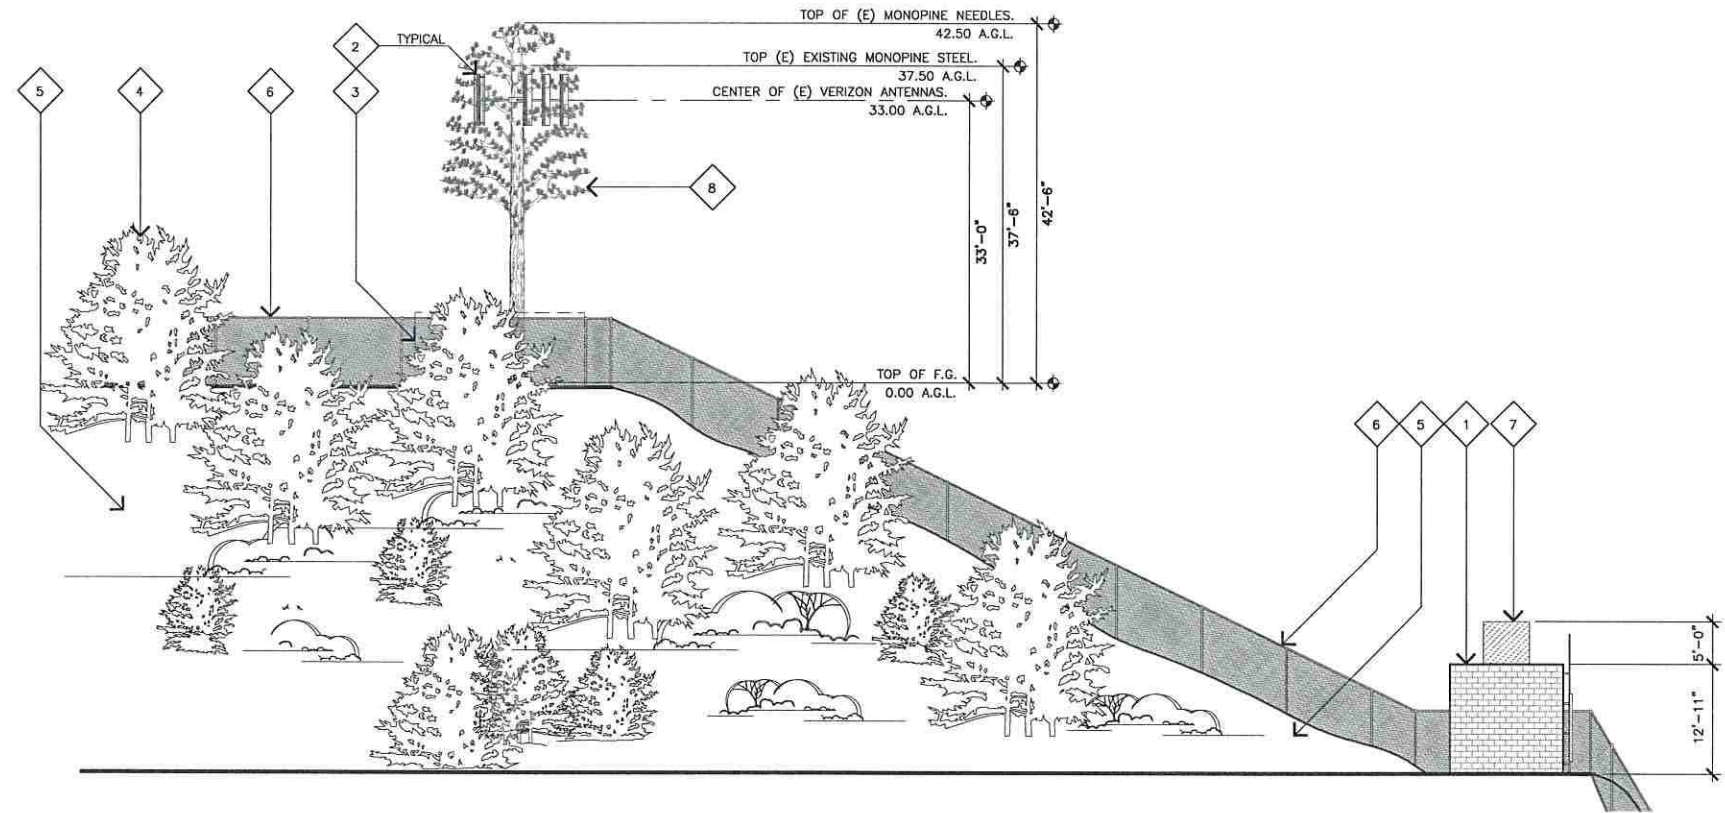 TOP OF (E) MONOPINE NEEDLES.
42.50 A.G.L.
2
TYPICAL
TOP (E) EXISTING MONOPINE STEEL.
37.50 A.G.L.
5
4
6
3
CENTER OF (E) VERIZON ANTENNAS.
33.00 A.G.L.
8
33'-0"
37'-6"
42'-6"
TOP OF F.G.
0.00 A.G.L.
6
5
1
7
5'-0"
12'-11"